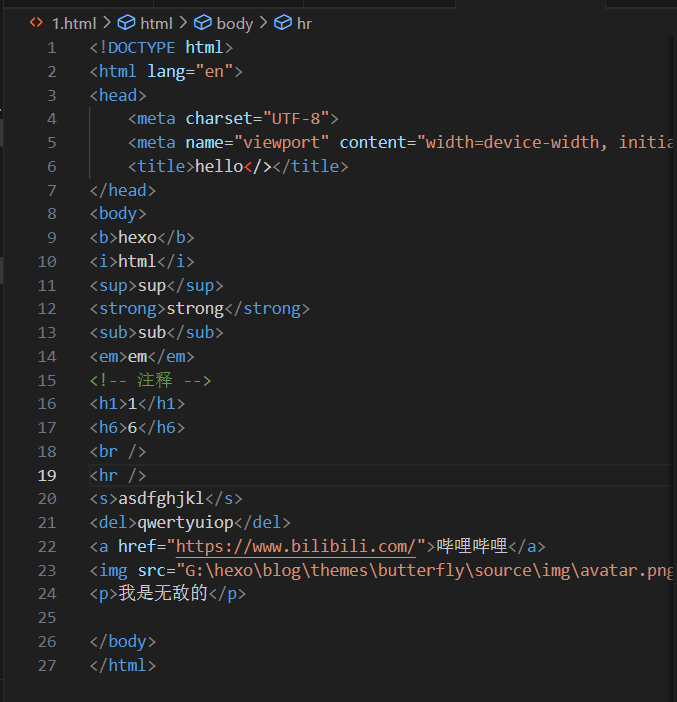 1.html > html > body > hr
1 <!DOCTYPE html>
2 <html lang="en">
3 <head>
4 <meta charset="UTF-8">
5 <meta name="viewport" content="width=device-width, initia
6 <title>hello</></title>
7 </head>
8 <body>
9 <b>hexo</b>
10 <i>html</i>
11 <sup>sup</sup>
12 <strong>strong</strong>
13 <sub>sub</sub>
14 <em>em</em>
15 <!-- 注释 -->
16 <h1>1</h1>
17 <h6>6</h6>
18 <br />
19 <hr />
20 <s>asdfghjkl</s>
21 <del>qwertyuiop</del>
22 <a href="https://www.bilibili.com/">哔哩哔哩</a>
23 <img src="G:\hexo\blog\themes\butterfly\source\img\avatar.png
24 <p>我是无敌的</p>
25
26 </body>
27 </html>